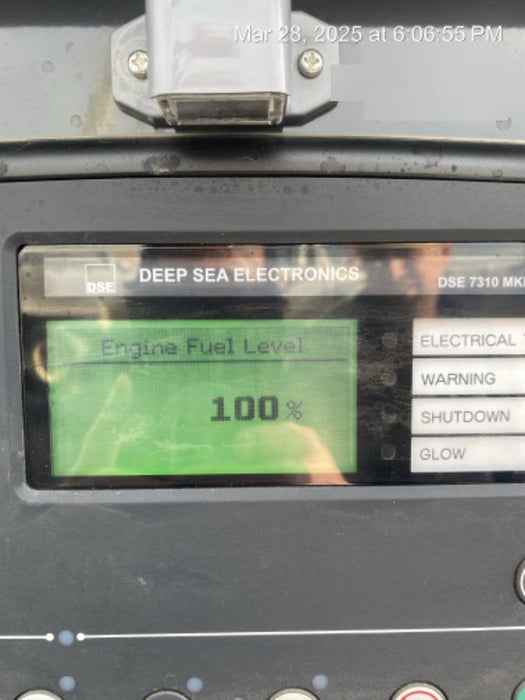 Mar 28, 2025 at 6:06:55 PM
DSE
DEEP SEA ELECTRONICS
DSE 7310 MKI
Engine Fuel Level
100 %
ELECTRICAL
WARNING
SHUTDOWN
GLOW